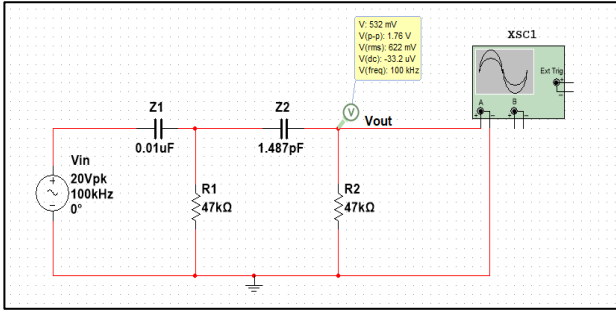 V: 532 mV
V(p-p): 1.76 V
V(rms): 622 mV
V(dc): -33.2 uV
V(freq): 100 kHz
XSC1
Ext Trig
+
-
A
B
+ - + -
Z1
0.01uF
Z2
1.487pF
V
Vout
Vin
20Vpk
100kHz
0°
+
-
R1
47kΩ
R2
47kΩ